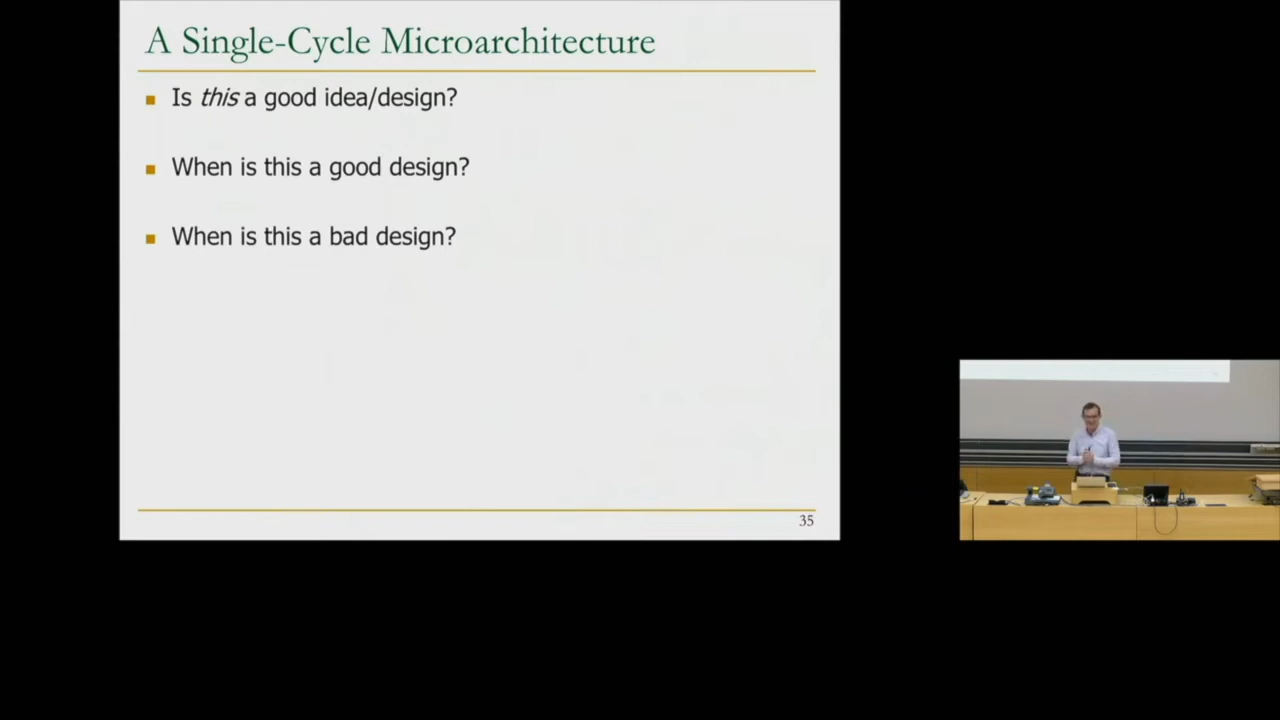 A Single-Cycle Microarchitecture
Is this a good idea/design?
When is this a good design?
When is this a bad design?
35